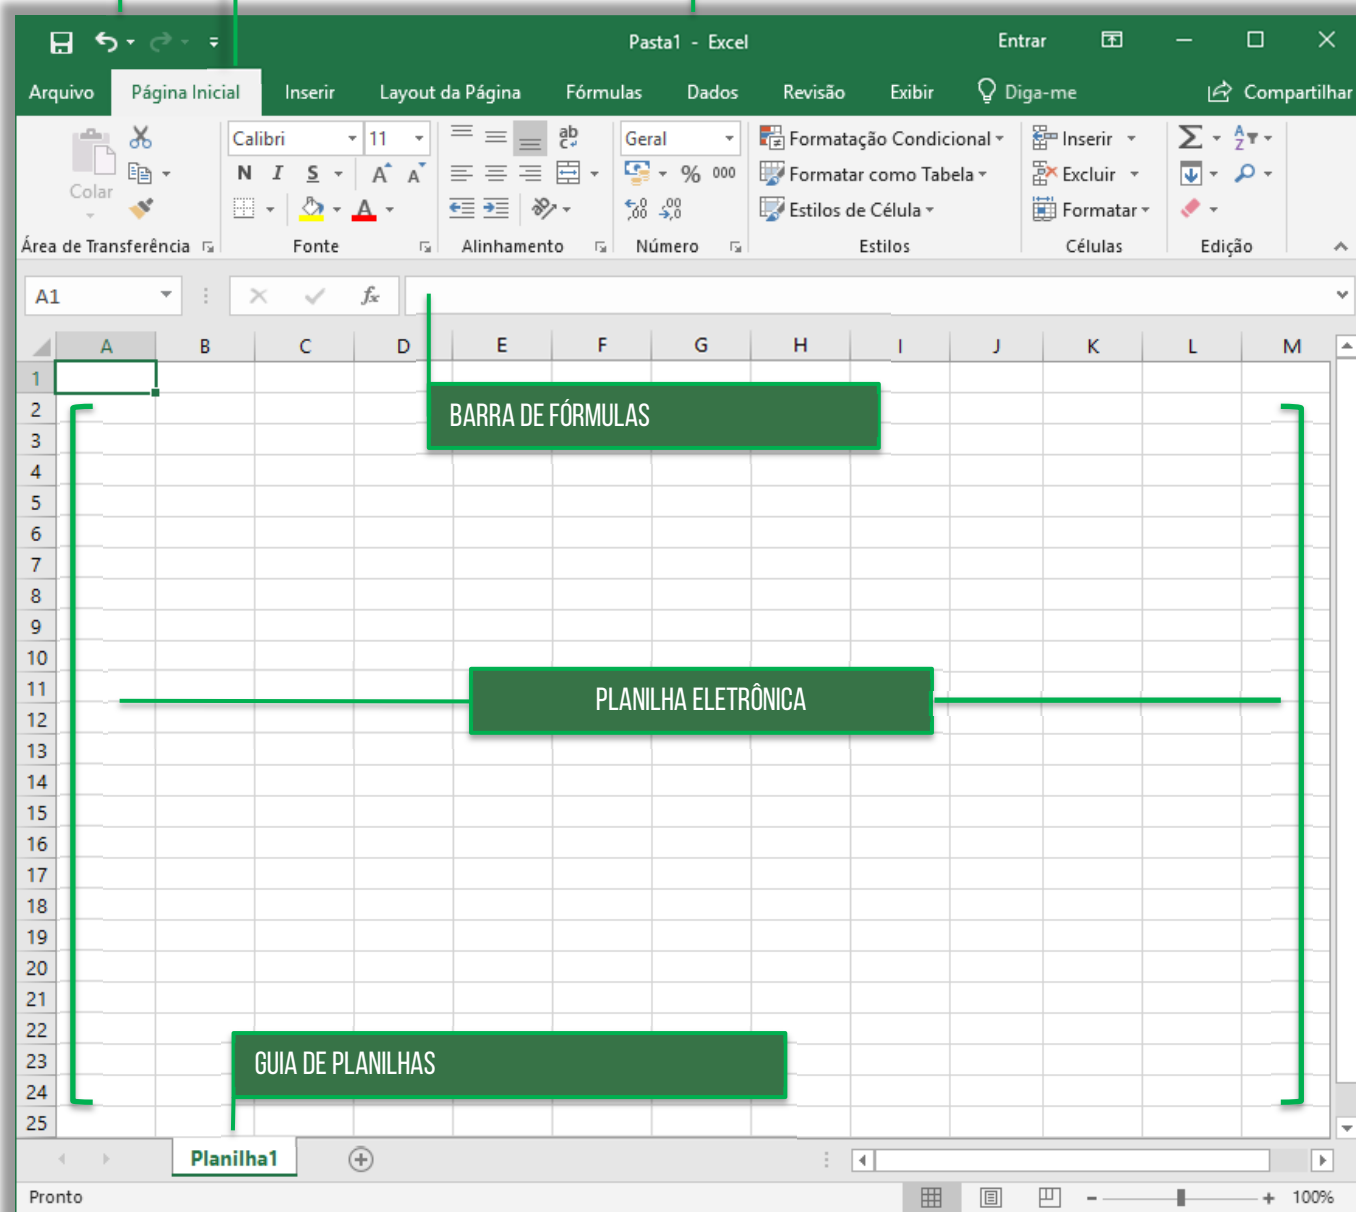 Pasta1 - Excel Entrar
Arquivo Página Inicial Inserir Layout da Página Fórmulas Dados Revisão Exibir Diga-me Compartilhar
Colar Calibri 11 ab c Geral Formatação Condicional Inserir Σ A Z
N I S A A % 000 Formatar como Tabela Excluir
A ,00 ,0 Estilos de Célula Formatar
Área de Transferência Fonte Alinhamento Número Estilos Células Edição
A1 fx
A B C D E F G H I J K L M
1
2
BARRA DE FÓRMULAS
3
4
5
6
7
8
9
10
11
PLANILHA ELETRÔNICA
12
13
14
15
16
17
18
19
20
21
22
23
GUIA DE PLANILHAS
24
25
Planilha1
Pronto 100%